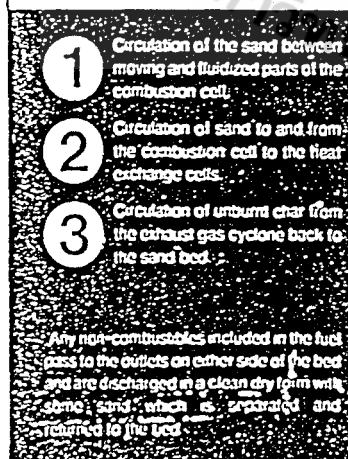 1
Circulation of the sand between
moving and fluidized parts of the
combustion cell.
2
Circulation of sand to and from
the combustion cell to the heat
exchange cells.
3
Circulation of unburnt char from
the exhaust gas cyclone back to
the sand bed.
Any non-combustibles included in the fuel
pass to the outlets on either side of the bed
and are discharged in a clean dry form with
some sand which is separated and
returned to the bed